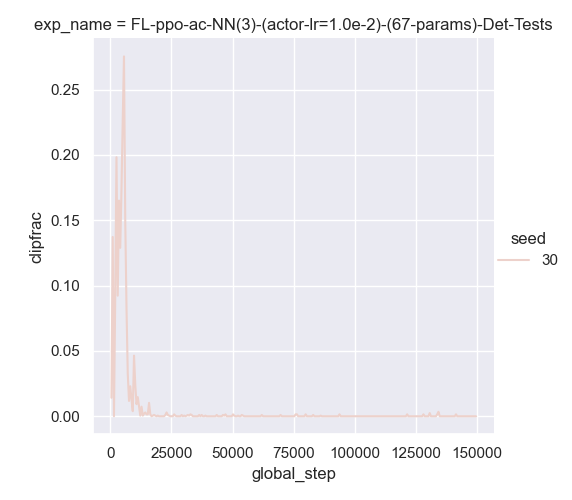 exp_name = FL-ppo-ac-NN(3)-(actor-lr=1.0e-2)-(67-params)-Det-Tests
0.25
0.20
0.15
0.10
0.05
0.00
clipfrac
0 25000 50000 75000 100000 125000 150000
global_step
seed
30